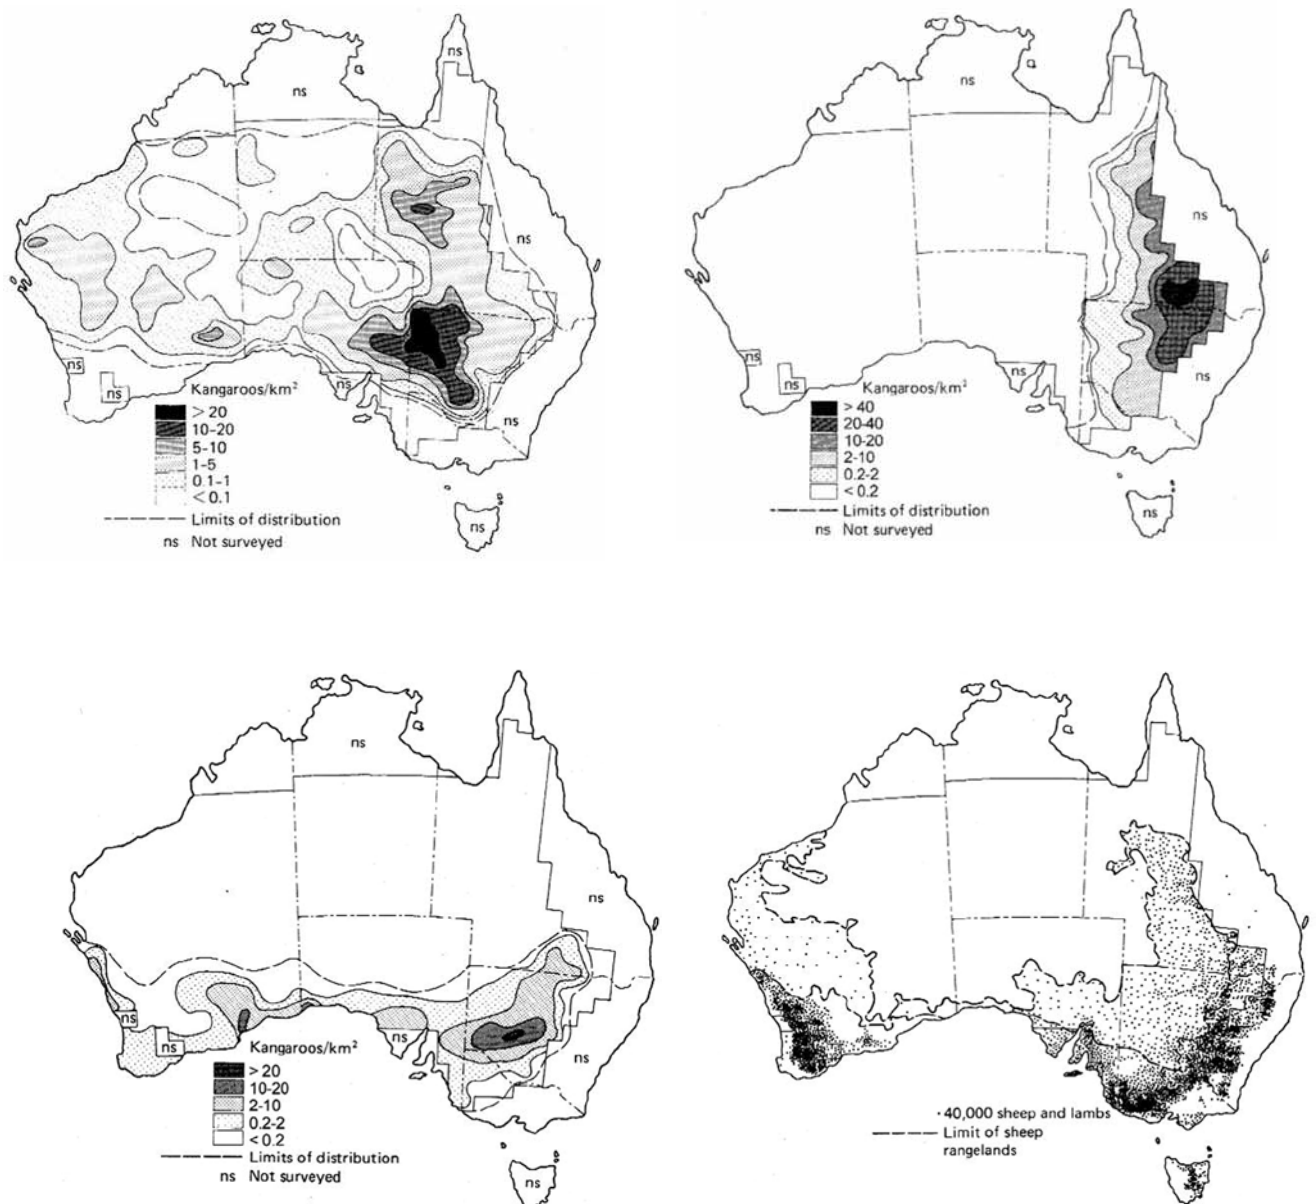 ns
ns
ns
ns
ns
ns
ns
ns
Kangaroos/km²
> 20
10-20
5-10
1-5
0.1-1
< 0.1
Limits of distribution
ns Not surveyed
ns
ns
ns
ns
ns
ns
ns
Kangaroos/km²
> 40
20-40
10-20
2-10
0.2-2
< 0.2
Limits of distribution
ns Not surveyed
ns
ns
ns
ns
ns
ns
ns
Kangaroos/km²
> 20
10-20
2-10
0.2-2
< 0.2
Limits of distribution
ns Not surveyed
· 40,000 sheep and lambs
Limit of sheep
rangelands